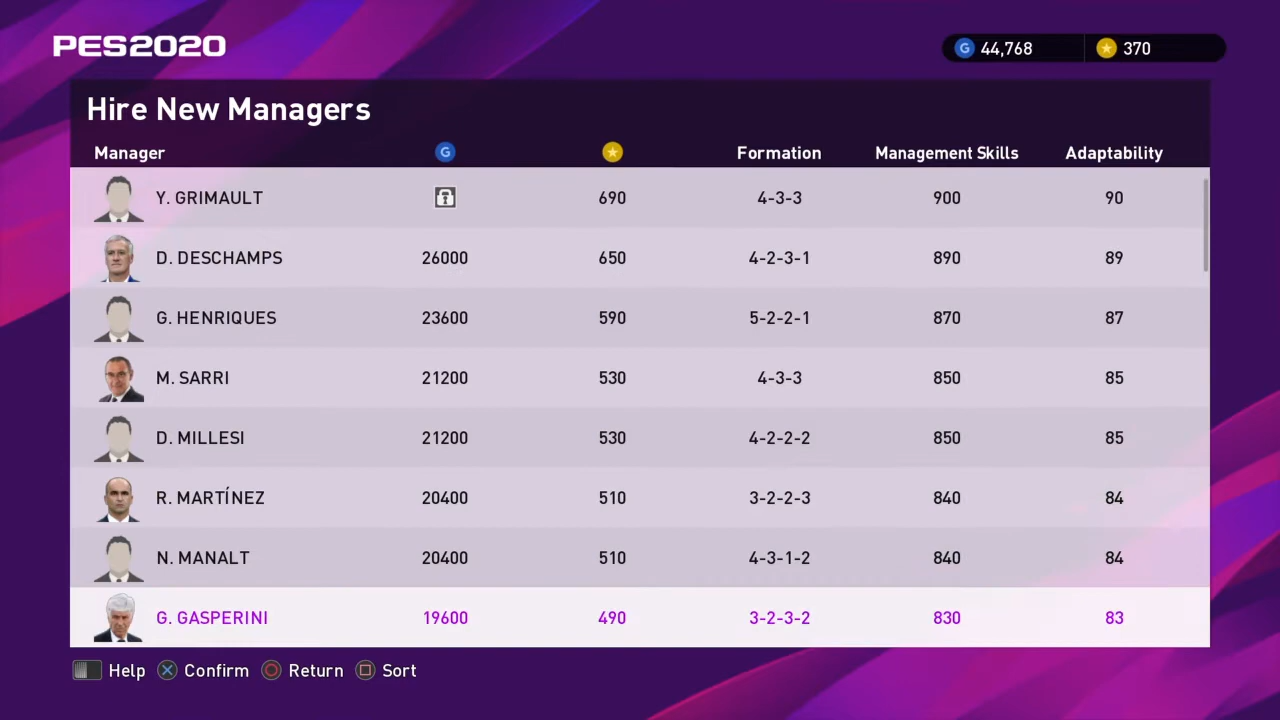 PES2020
G 44,768 370
Hire New Managers
Manager G Formation Management Skills Adaptability
Y. GRIMAULT 690 4-3-3 900 90
D. DESCHAMPS 26000 650 4-2-3-1 890 89
G. HENRIQUES 23600 590 5-2-2-1 870 87
M. SARRI 21200 530 4-3-3 850 85
D. MILLESI 21200 530 4-2-2-2 850 85
R. MARTÍNEZ 20400 510 3-2-2-3 840 84
N. MANALT 20400 510 4-3-1-2 840 84
G. GASPERINI 19600 490 3-2-3-2 830 83
Help Confirm Return Sort